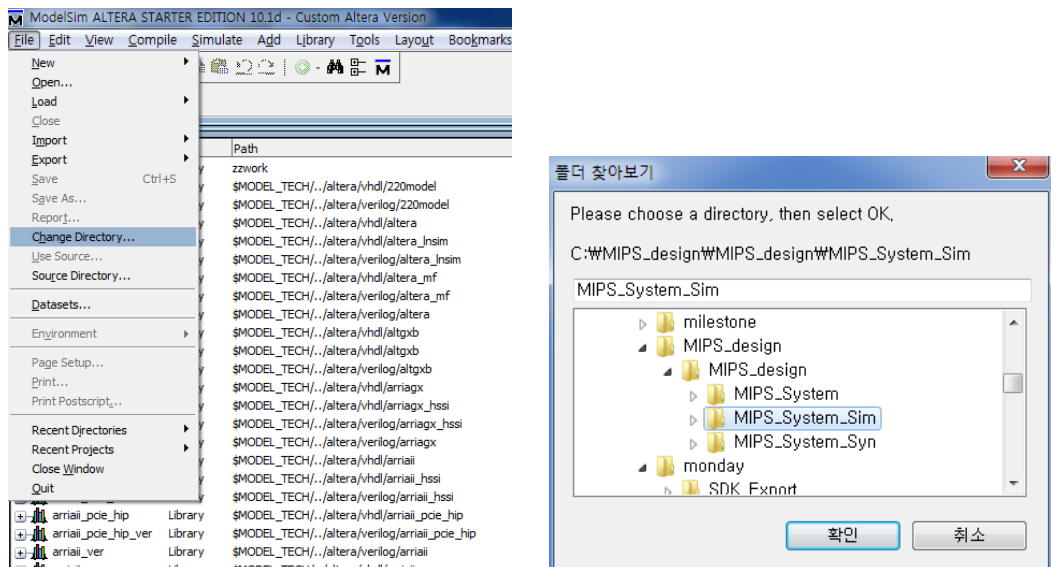 ModelSim ALTERA STARTER EDITION 10.1d - Custom Altera Version
File Edit View Compile Simulate Add Library Tools Layout Bookmarks
New
Open...
Load
Close
Import
Export
Save Ctrl+S
Save As...
Report...
Change Directory...
Use Source...
Source Directory...
Datasets...
Environment
Page Setup...
Print...
Print Postscript...
Recent Directories
Recent Projects
Close Window
Quit
Path
zzwork
$MODEL_TECH/../altera/vhdl/220model
$MODEL_TECH/../altera/verilog/220model
$MODEL_TECH/../altera/vhdl/altera
$MODEL_TECH/../altera/vhdl/altera_lnsim
$MODEL_TECH/../altera/verilog/altera_lnsim
$MODEL_TECH/../altera/vhdl/altera_mf
$MODEL_TECH/../altera/verilog/altera_mf
$MODEL_TECH/../altera/verilog/altera
$MODEL_TECH/../altera/vhdl/altgxb
$MODEL_TECH/../altera/vhdl/altgxb
$MODEL_TECH/../altera/verilog/altgxb
$MODEL_TECH/../altera/vhdl/arriagx
$MODEL_TECH/../altera/vhdl/arriagx_hssi
$MODEL_TECH/../altera/verilog/arriagx_hssi
$MODEL_TECH/../altera/verilog/arriagx
$MODEL_TECH/../altera/vhdl/arriaii
$MODEL_TECH/../altera/vhdl/arriaii_hssi
$MODEL_TECH/../altera/verilog/arriaii_hssi
arriaii_pcie_hip Library $MODEL_TECH/../altera/vhdl/arriaii_pcie_hip
arriaii_pcie_hip_ver Library $MODEL_TECH/../altera/verilog/arriaii_pcie_hip
arriaii_ver Library $MODEL_TECH/../altera/verilog/arriaii
폴더 찾아보기
Please choose a directory, then select OK,
C:₩MIPS_design₩MIPS_design₩MIPS_System_Sim
MIPS_System_Sim
milestone
MIPS_design
MIPS_design
MIPS_System
MIPS_System_Sim
MIPS_System_Syn
monday
SDK_Export
확인 취소